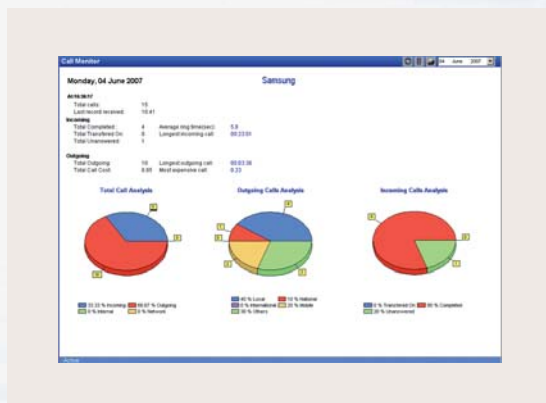 Call Monitor
04 June 2007
Monday, 04 June 2007 Samsung
Total calls: 15
Last record received: 10:41
Incoming
Total Completed: 4 Average ring time(sec): 5.8
Total Transferred On: 0 Longest incoming call: 00:23:01
Total Unanswered: 1
Outgoing
Total Outgoing: 10 Longest outgoing call: 00:03:38
Total Call Cost: Most expensive call: 0.23
Total Call Analysis Outgoing Calls Analysis Incoming Calls Analysis
33.33 % Incoming 66.67 % Outgoing
0 % Internal 0 % Network
40 % Local 10 % National
0 % International 20 % Mobile
30 % Others
0 % Transferred On 80 % Completed
20 % Unanswered
Active